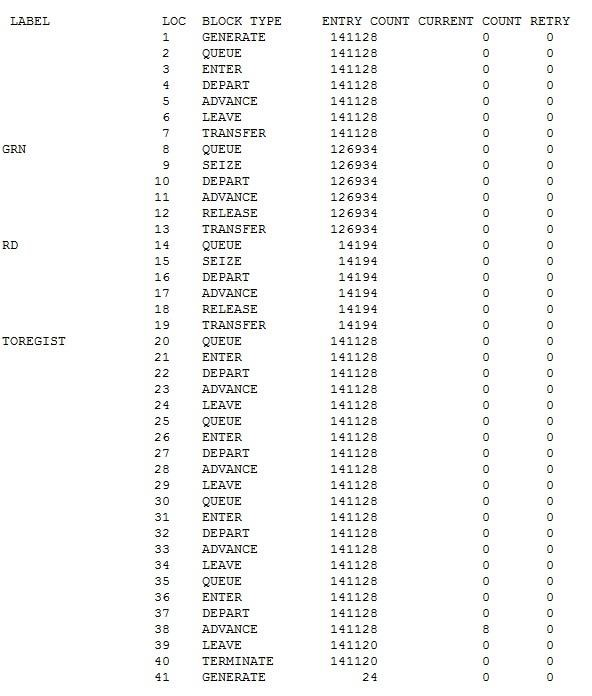 LABEL LOC BLOCK TYPE ENTRY COUNT CURRENT COUNT RETRY
1 GENERATE 141128 0 0
2 QUEUE 141128 0 0
3 ENTER 141128 0 0
4 DEPART 141128 0 0
5 ADVANCE 141128 0 0
6 LEAVE 141128 0 0
7 TRANSFER 141128 0 0
GRN 8 QUEUE 126934 0 0
9 SEIZE 126934 0 0
10 DEPART 126934 0 0
11 ADVANCE 126934 0 0
12 RELEASE 126934 0 0
13 TRANSFER 126934 0 0
RD 14 QUEUE 14194 0 0
15 SEIZE 14194 0 0
16 DEPART 14194 0 0
17 ADVANCE 14194 0 0
18 RELEASE 14194 0 0
19 TRANSFER 14194 0 0
TOREGIST 20 QUEUE 141128 0 0
21 ENTER 141128 0 0
22 DEPART 141128 0 0
23 ADVANCE 141128 0 0
24 LEAVE 141128 0 0
25 QUEUE 141128 0 0
26 ENTER 141128 0 0
27 DEPART 141128 0 0
28 ADVANCE 141128 0 0
29 LEAVE 141128 0 0
30 QUEUE 141128 0 0
31 ENTER 141128 0 0
32 DEPART 141128 0 0
33 ADVANCE 141128 0 0
34 LEAVE 141128 0 0
35 QUEUE 141128 0 0
36 ENTER 141128 0 0
37 DEPART 141128 0 0
38 ADVANCE 141128 8 0
39 LEAVE 141120 0 0
40 TERMINATE 141120 0 0
41 GENERATE 24 0 0